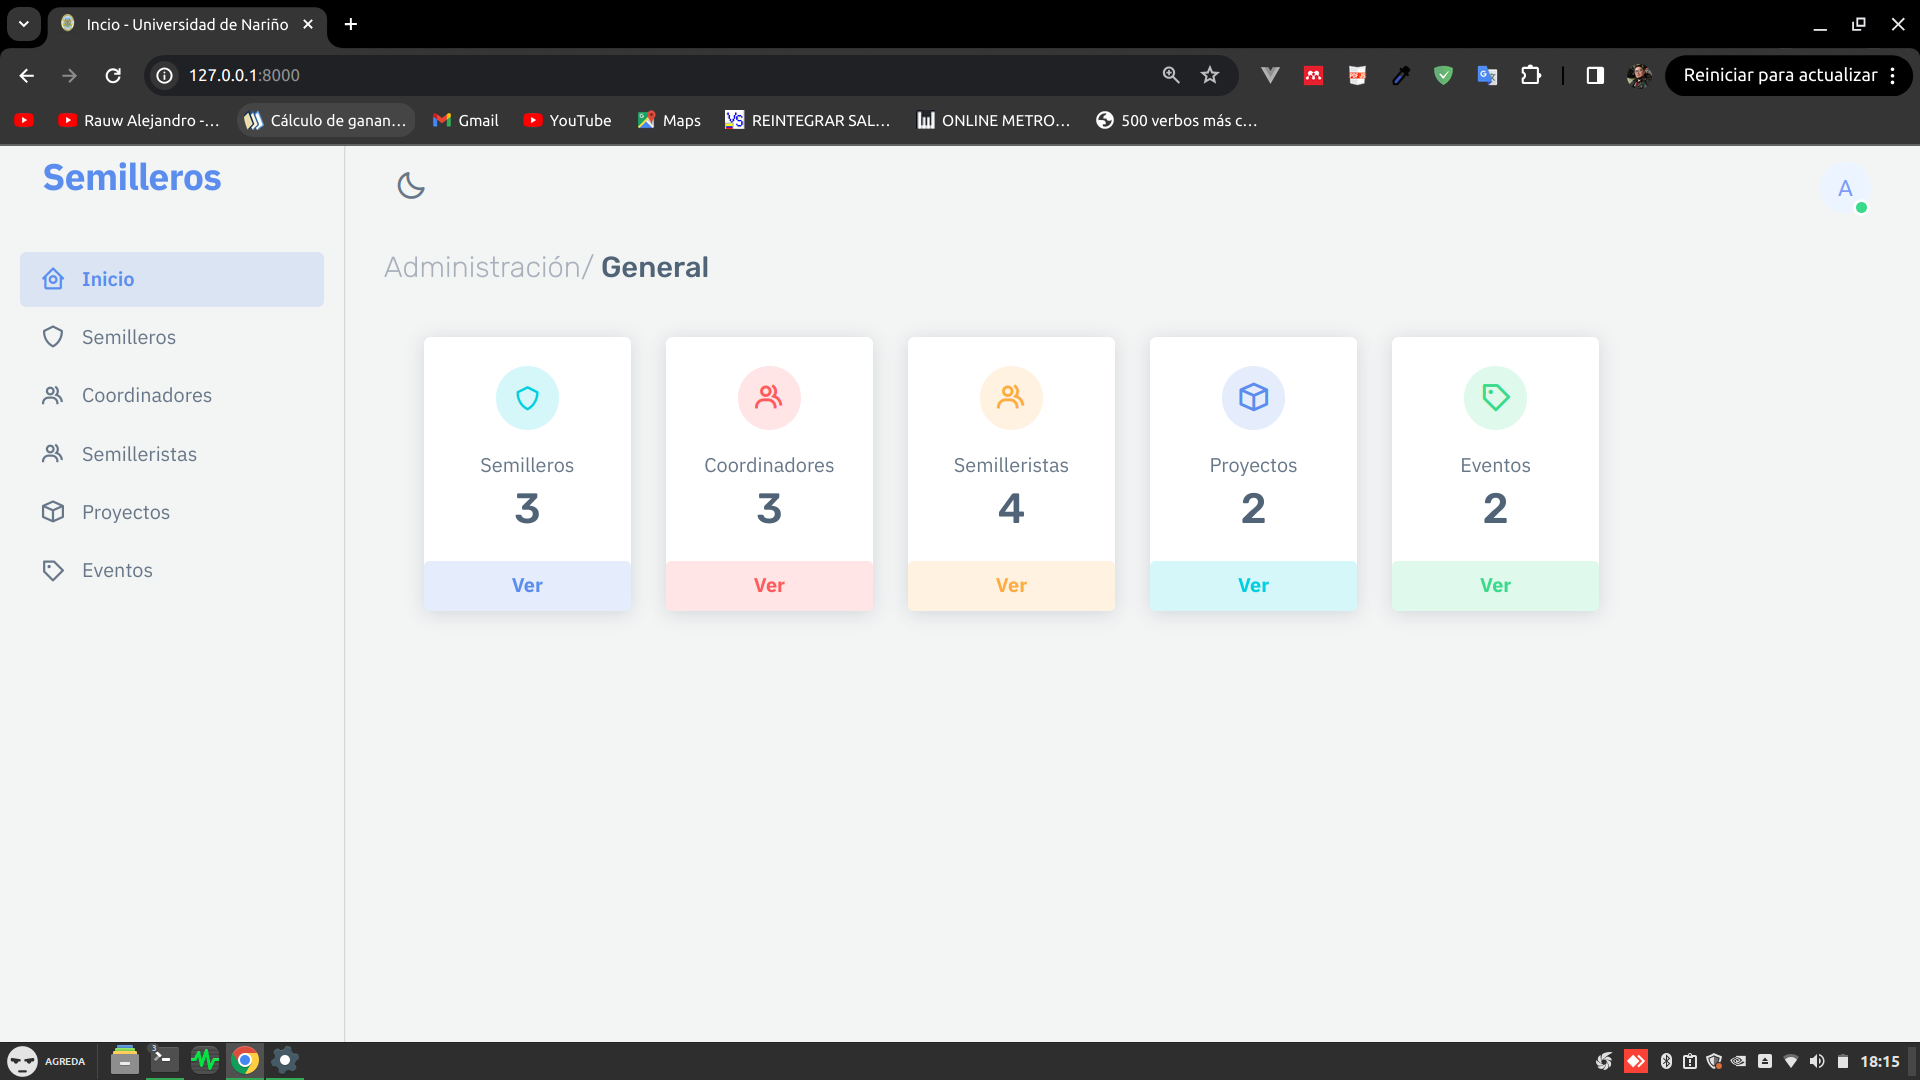 Incio - Universidad de Nariño
127.0.0.1:8000
Reiniciar para actualizar
Rauw Alejandro -...
Cálculo de ganan...
Gmail
YouTube
Maps
REINTEGRAR SAL...
ONLINE METRO...
500 verbos más c...
Semilleros
A
Inicio
Semilleros
Coordinadores
Semilleristas
Proyectos
Eventos
Administración/ General
Semilleros
3
Ver
Coordinadores
3
Ver
Semilleristas
4
Ver
Proyectos
2
Ver
Eventos
2
Ver
AGREDA
3
18:15